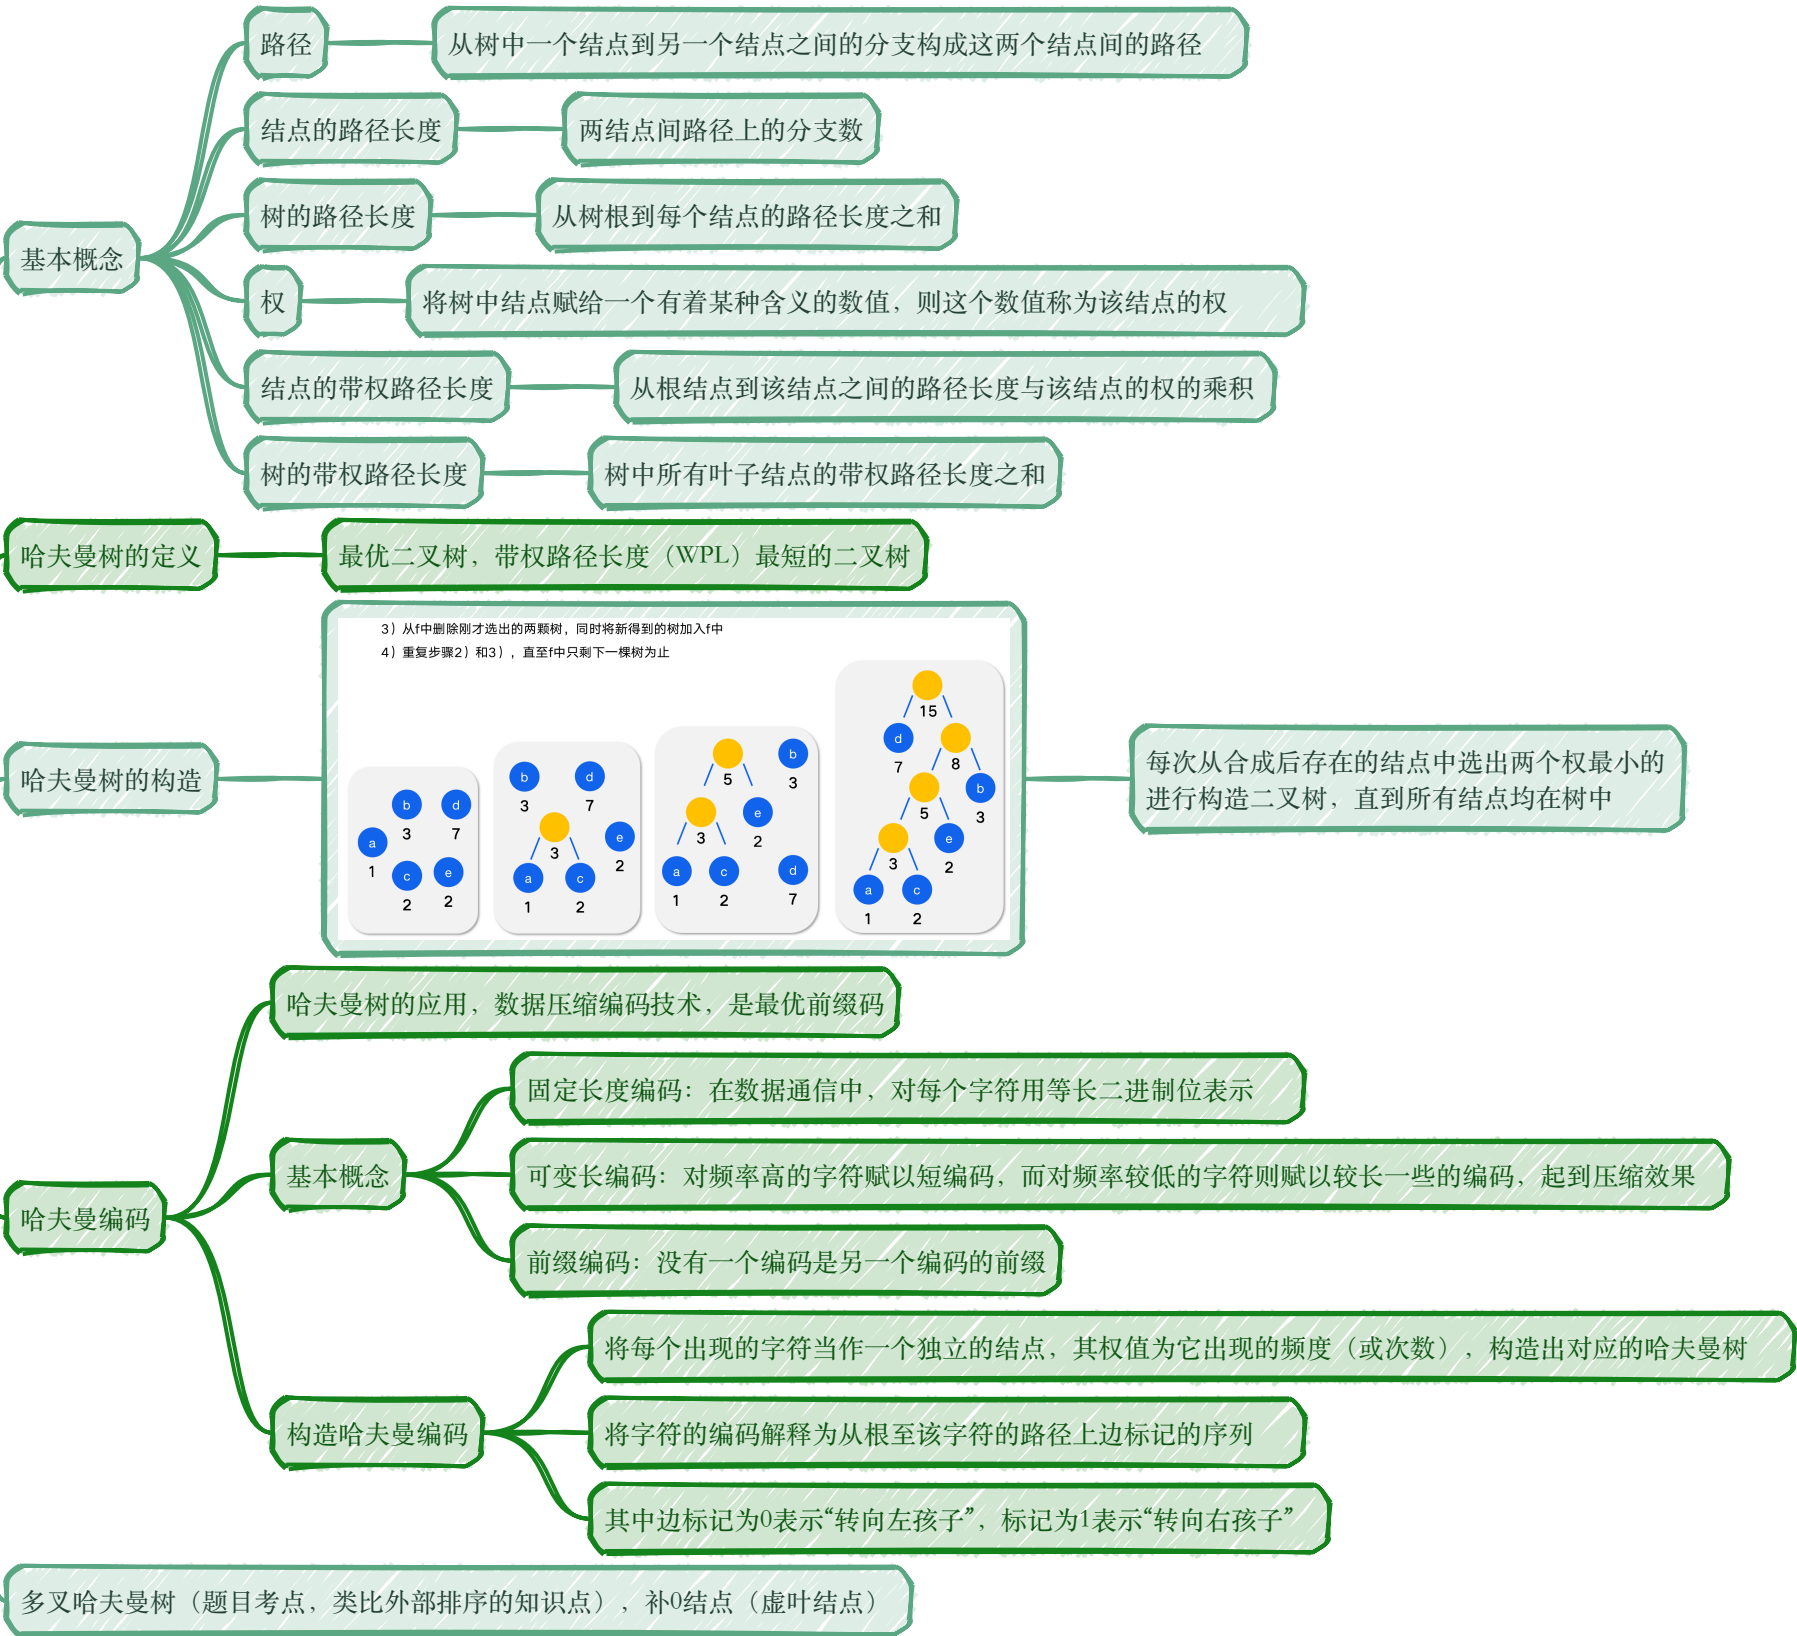 基本概念
路径
从树中一个结点到另一个结点之间的分支构成这两个结点间的路径
结点的路径长度
两结点间路径上的分支数
树的路径长度
从树根到每个结点的路径长度之和
权
将树中结点赋给一个有着某种含义的数值，则这个数值称为该结点的权
结点的带权路径长度
从根结点到该结点之间的路径长度与该结点的权的乘积
树的带权路径长度
树中所有叶子结点的带权路径长度之和
哈夫曼树的定义
最优二叉树，带权路径长度（WPL）最短的二叉树
哈夫曼树的构造
3）从f中删除刚才选出的两颗树，同时将新得到的树加入f中
4）重复步骤2）和3），直至f中只剩下一棵树为止
b d
3 7
a
1
c e
2 2
b d
3 7
e
3 2
a c
1 2
b
5 3
e
3 2
a c d
1 2 7
15
d
7 8
b
5 3
e
3 2
a c
1 2
每次从合成后存在的结点中选出两个权最小的
进行构造二叉树，直到所有结点均在树中
哈夫曼编码
哈夫曼树的应用，数据压缩编码技术，是最优前缀码
基本概念
固定长度编码：在数据通信中，对每个字符用等长二进制位表示
可变长编码：对频率高的字符赋以短编码，而对频率较低的字符则赋以较长一些的编码，起到压缩效果
前缀编码：没有一个编码是另一个编码的前缀
构造哈夫曼编码
将每个出现的字符当作一个独立的结点，其权值为它出现的频度（或次数），构造出对应的哈夫曼树
将字符的编码解释为从根至该字符的路径上边标记的序列
其中边标记为0表示“转向左孩子”，标记为1表示“转向右孩子”
多叉哈夫曼树（题目考点，类比外部排序的知识点），补0结点（虚叶结点）